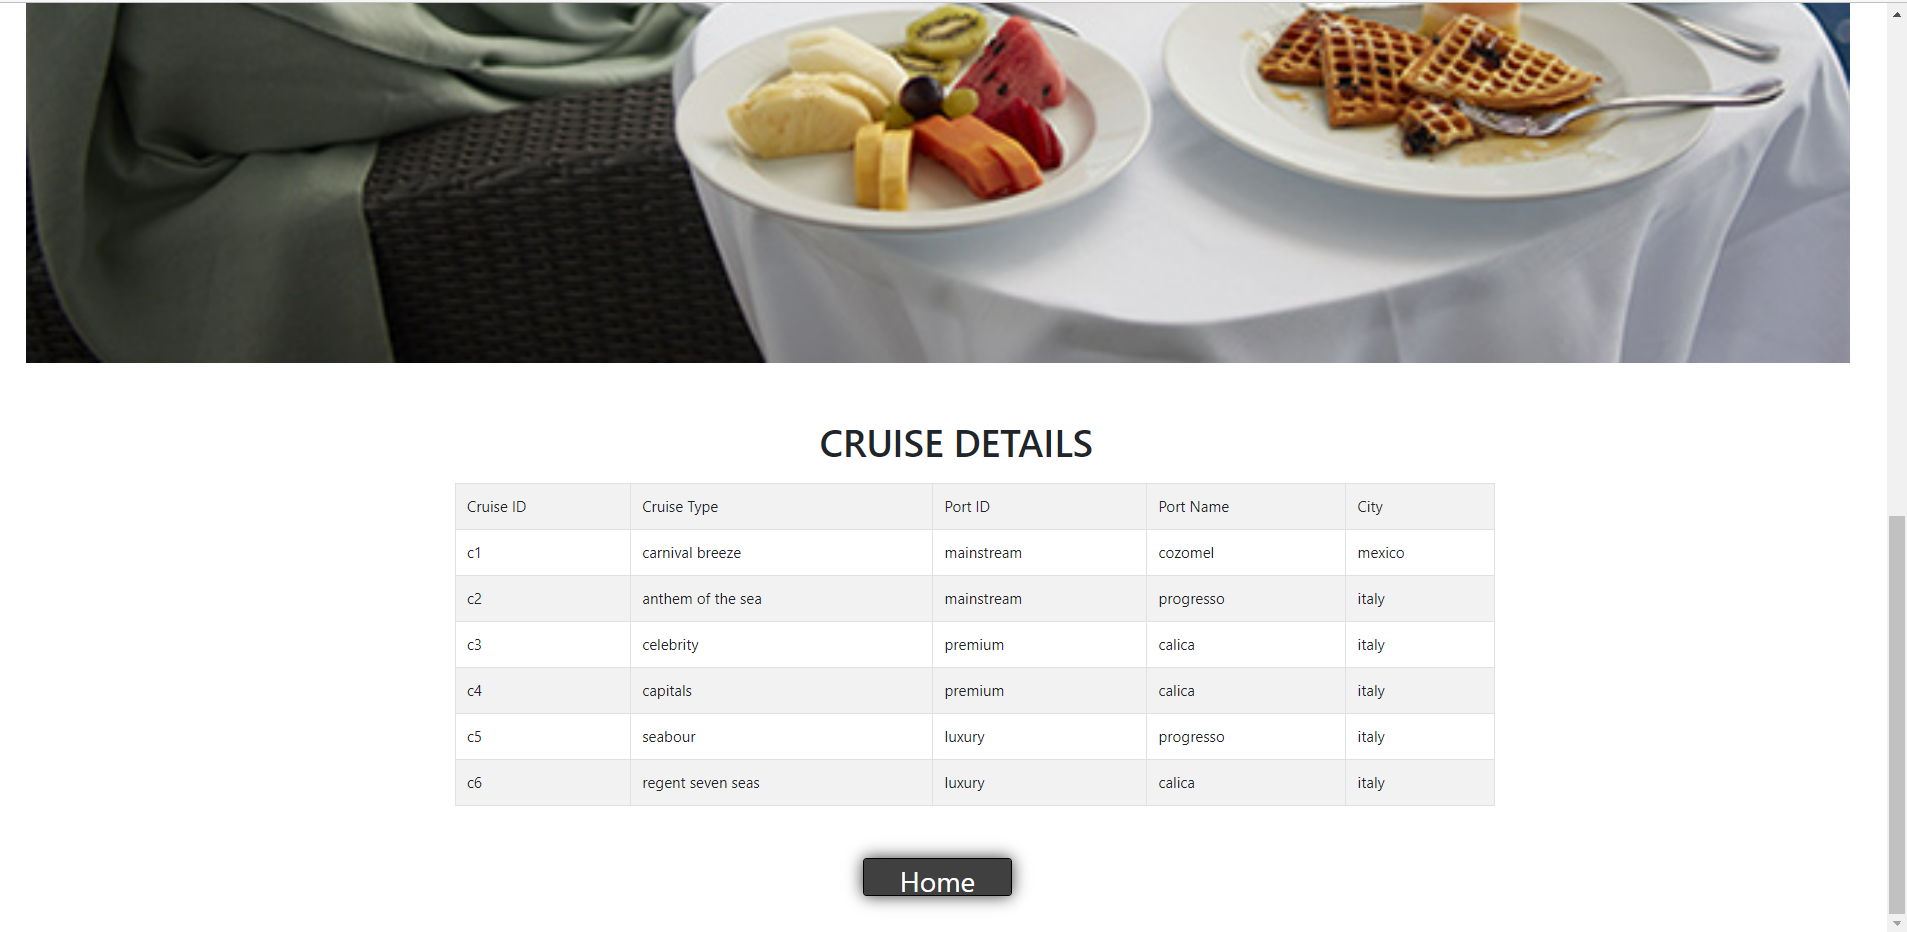 CRUISE DETAILS
Cruise ID Cruise Type Port ID Port Name City
c1 carnival breeze mainstream cozomel mexico
c2 anthem of the sea mainstream progresso italy
c3 celebrity premium calica italy
c4 capitals premium calica italy
c5 seabour luxury progresso italy
c6 regent seven seas luxury calica italy
Home